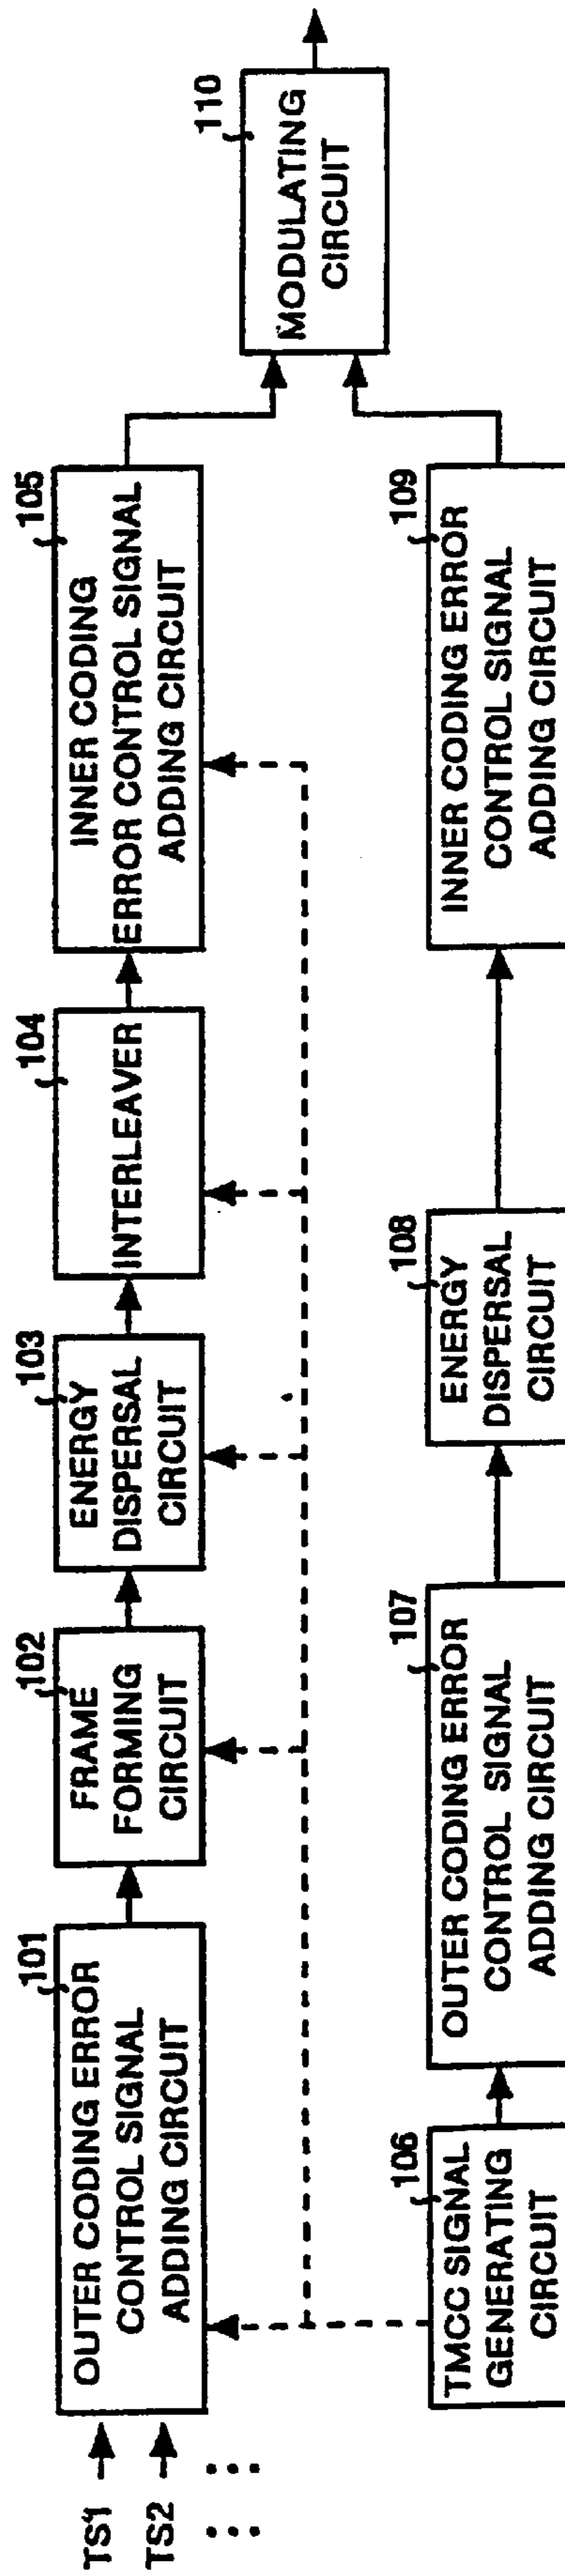 TS1
TS2
...
...
101
OUTER CODING ERROR
CONTROL SIGNAL
ADDING CIRCUIT
102
FRAME
FORMING
CIRCUIT
103
ENERGY
DISPERSAL
CIRCUIT
104
INTERLEAVER
105
INNER CODING
ERROR CONTROL SIGNAL
ADDING CIRCUIT
110
MODULATING
CIRCUIT
106
TMCC SIGNAL
GENERATING
CIRCUIT
107
OUTER CODING ERROR
CONTROL SIGNAL
ADDING CIRCUIT
108
ENERGY
DISPERSAL
CIRCUIT
109
INNER CODING ERROR
CONTROL SIGNAL
ADDING CIRCUIT